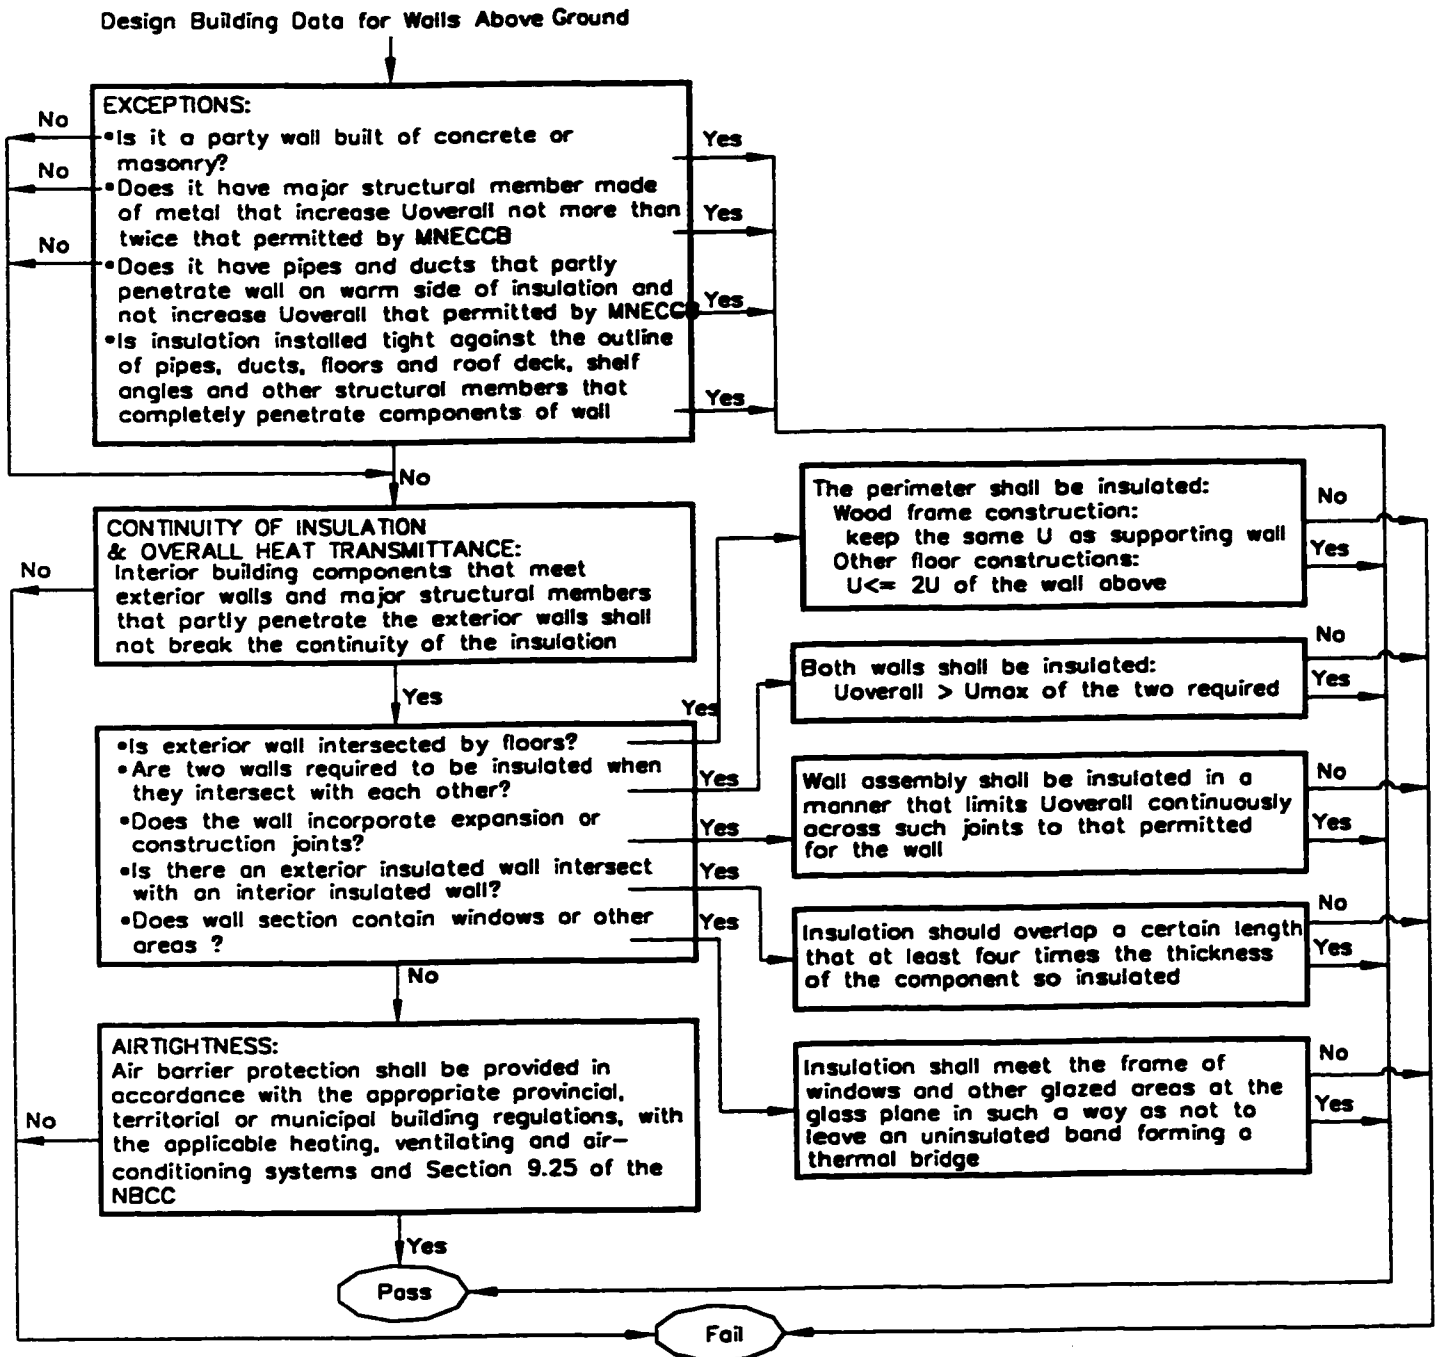 Design Building Data for Walls Above Ground
EXCEPTIONS:
•Is it a party wall built of concrete or
masonry?
•Does it have major structural member made
of metal that increase Uoverall not more than
twice that permitted by MNECCB
•Does it have pipes and ducts that partly
penetrate wall on warm side of insulation and
not increase Uoverall that permitted by MNECCB
•Is insulation installed tight against the outline
of pipes, ducts, floors and roof deck, shelf
angles and other structural members that
completely penetrate components of wall
No
No
No
Yes
Yes
Yes
Yes
No
CONTINUITY OF INSULATION
& OVERALL HEAT TRANSMITTANCE:
Interior building components that meet
exterior walls and major structural members
that partly penetrate the exterior walls shall
not break the continuity of the insulation
No
Yes
•Is exterior wall intersected by floors?
•Are two walls required to be insulated when
they intersect with each other?
•Does the wall incorporate expansion or
construction joints?
•Is there an exterior insulated wall intersect
with an interior insulated wall?
•Does wall section contain windows or other
areas ?
Yes
Yes
Yes
Yes
Yes
No
The perimeter shall be insulated:
Wood frame construction:
keep the same U as supporting wall
Other floor constructions:
U<= 2U of the wall above
No
Yes
Both walls shall be insulated:
Uoverall > Umax of the two required
No
Yes
Wall assembly shall be insulated in a
manner that limits Uoverall continuously
across such joints to that permitted
for the wall
No
Yes
Insulation should overlap a certain length
that at least four times the thickness
of the component so insulated
No
Yes
Insulation shall meet the frame of
windows and other glazed areas at the
glass plane in such a way as not to
leave an uninsulated band forming a
thermal bridge
No
Yes
AIRTIGHTNESS:
Air barrier protection shall be provided in
accordance with the appropriate provincial,
territorial or municipal building regulations, with
the applicable heating, ventilating and air-
conditioning systems and Section 9.25 of the
NBCC
No
Yes
Pass
Fail